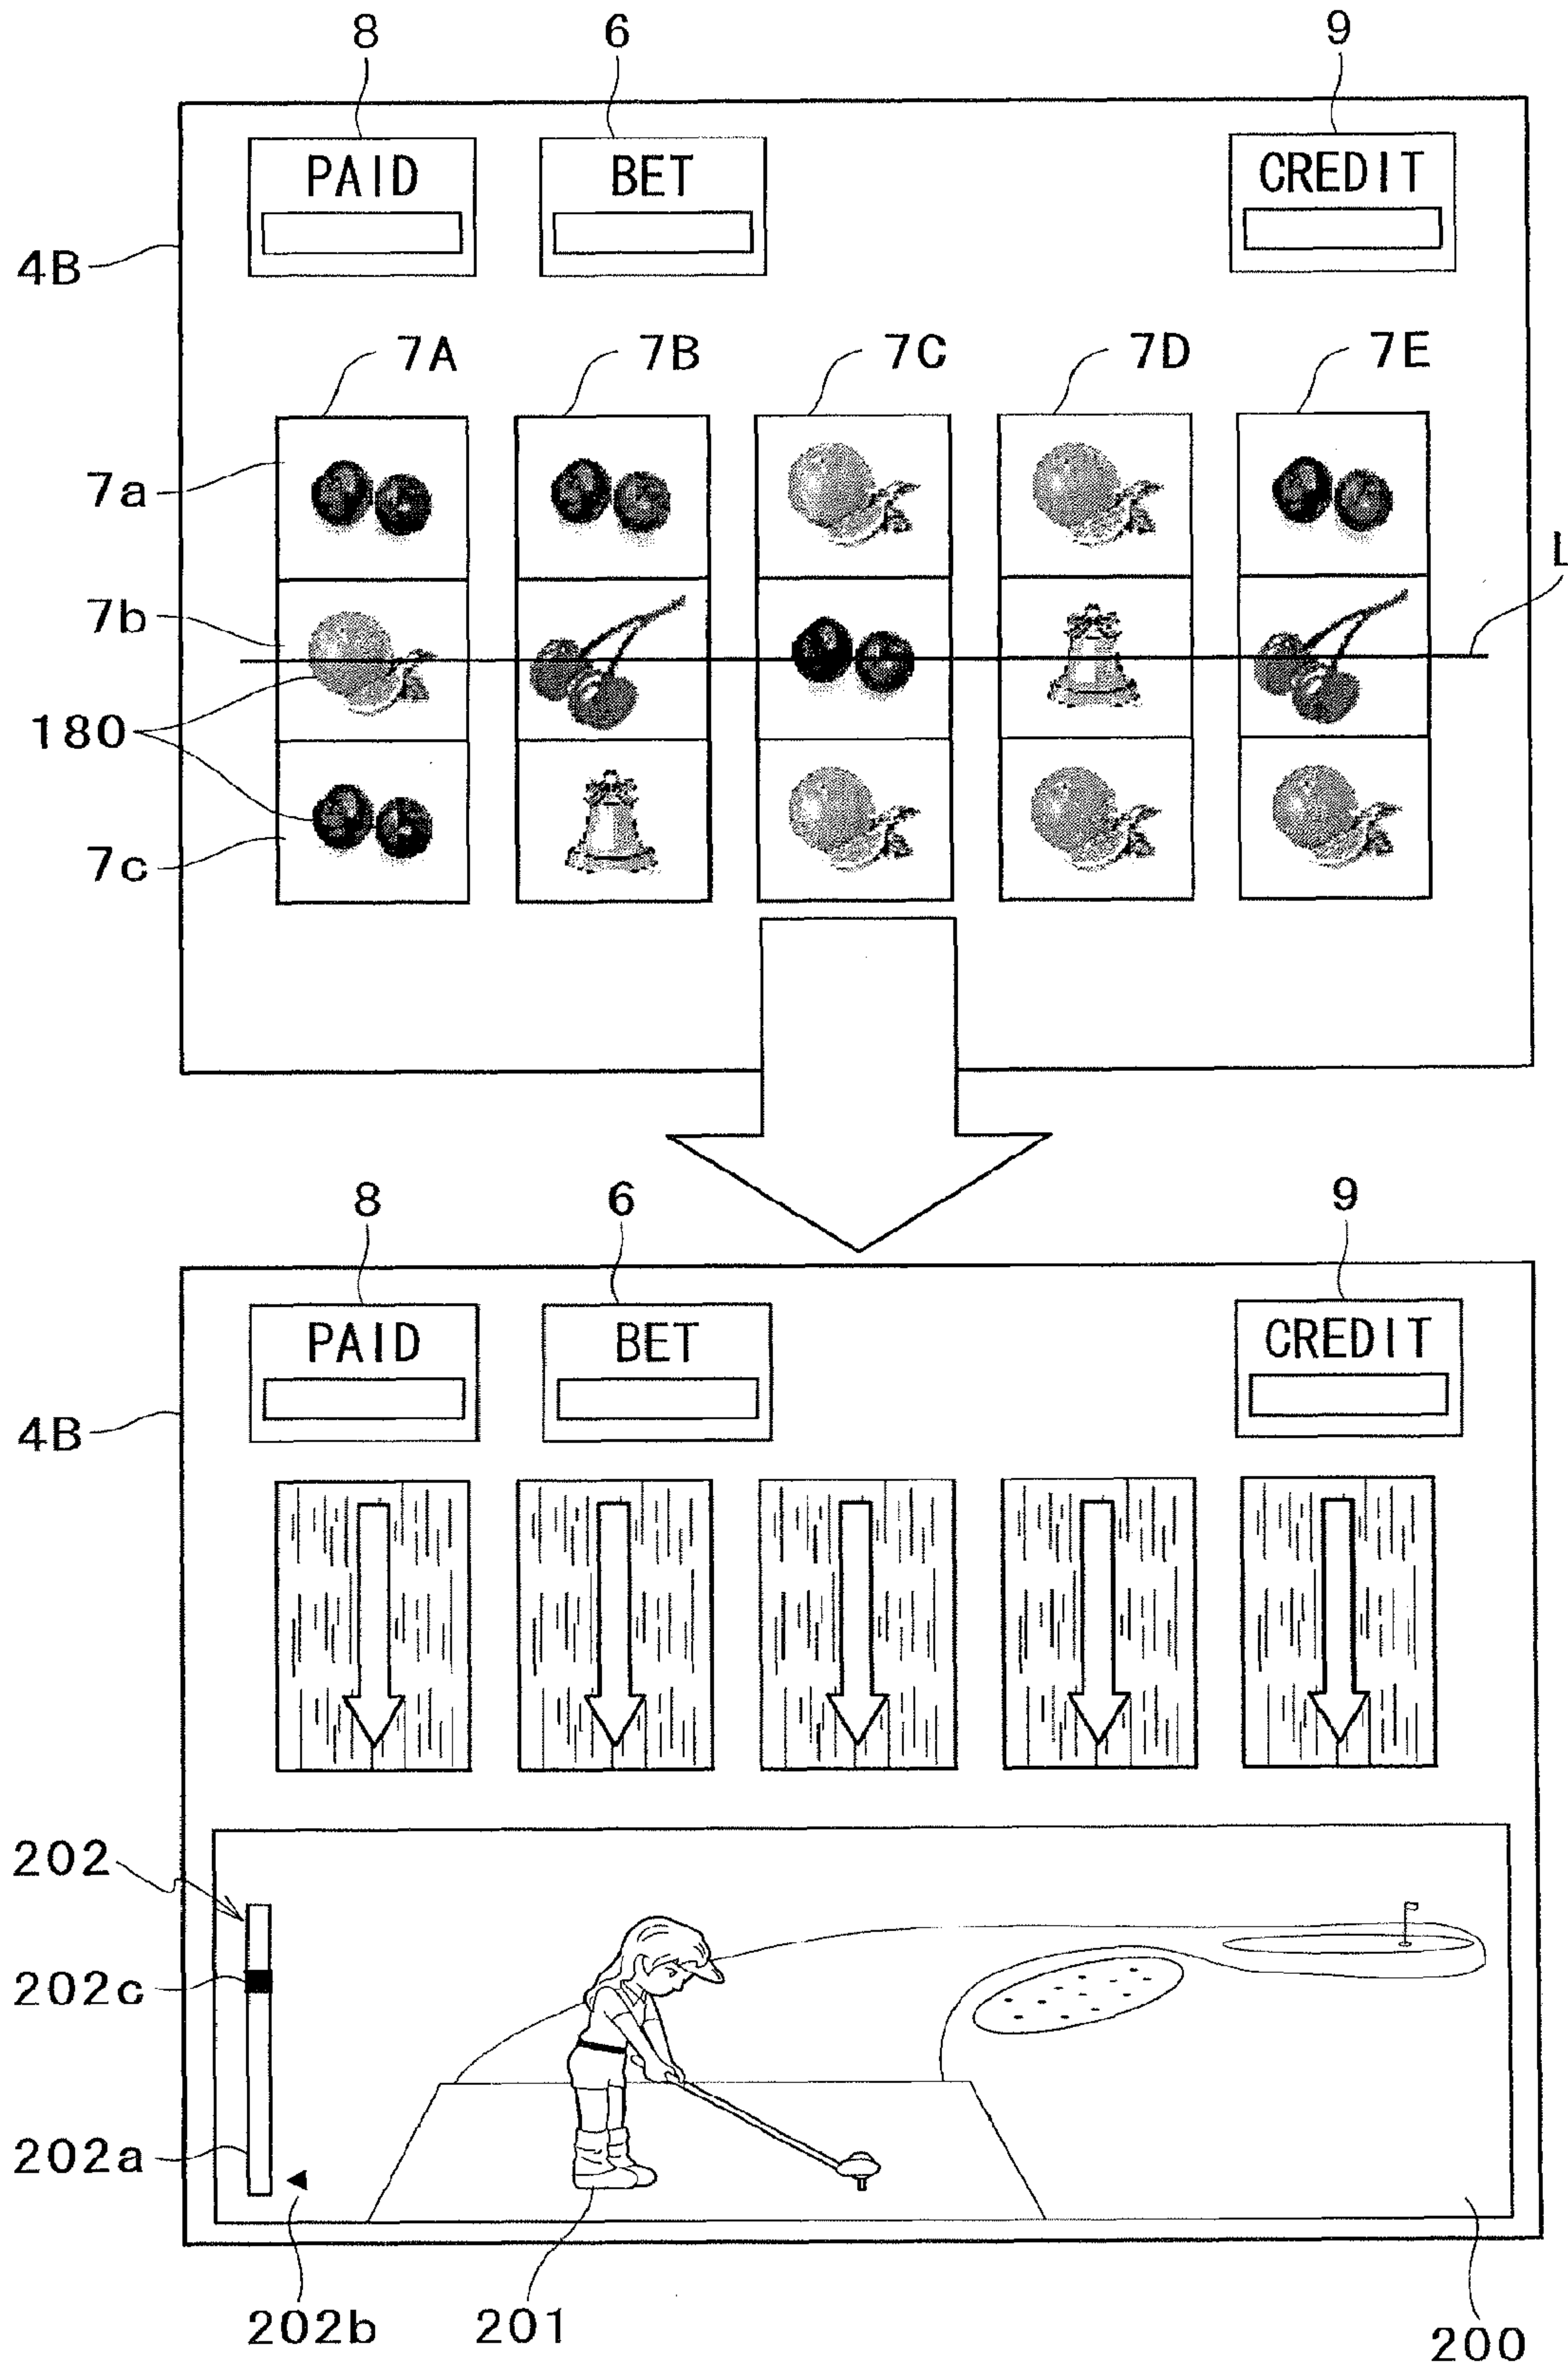 8 6 9
PAID BET CREDIT
4B
7A 7B 7C 7D 7E
7a
L
7b
180
7c
8 6 9
PAID BET CREDIT
4B
202
202c
202a
202b 201 200